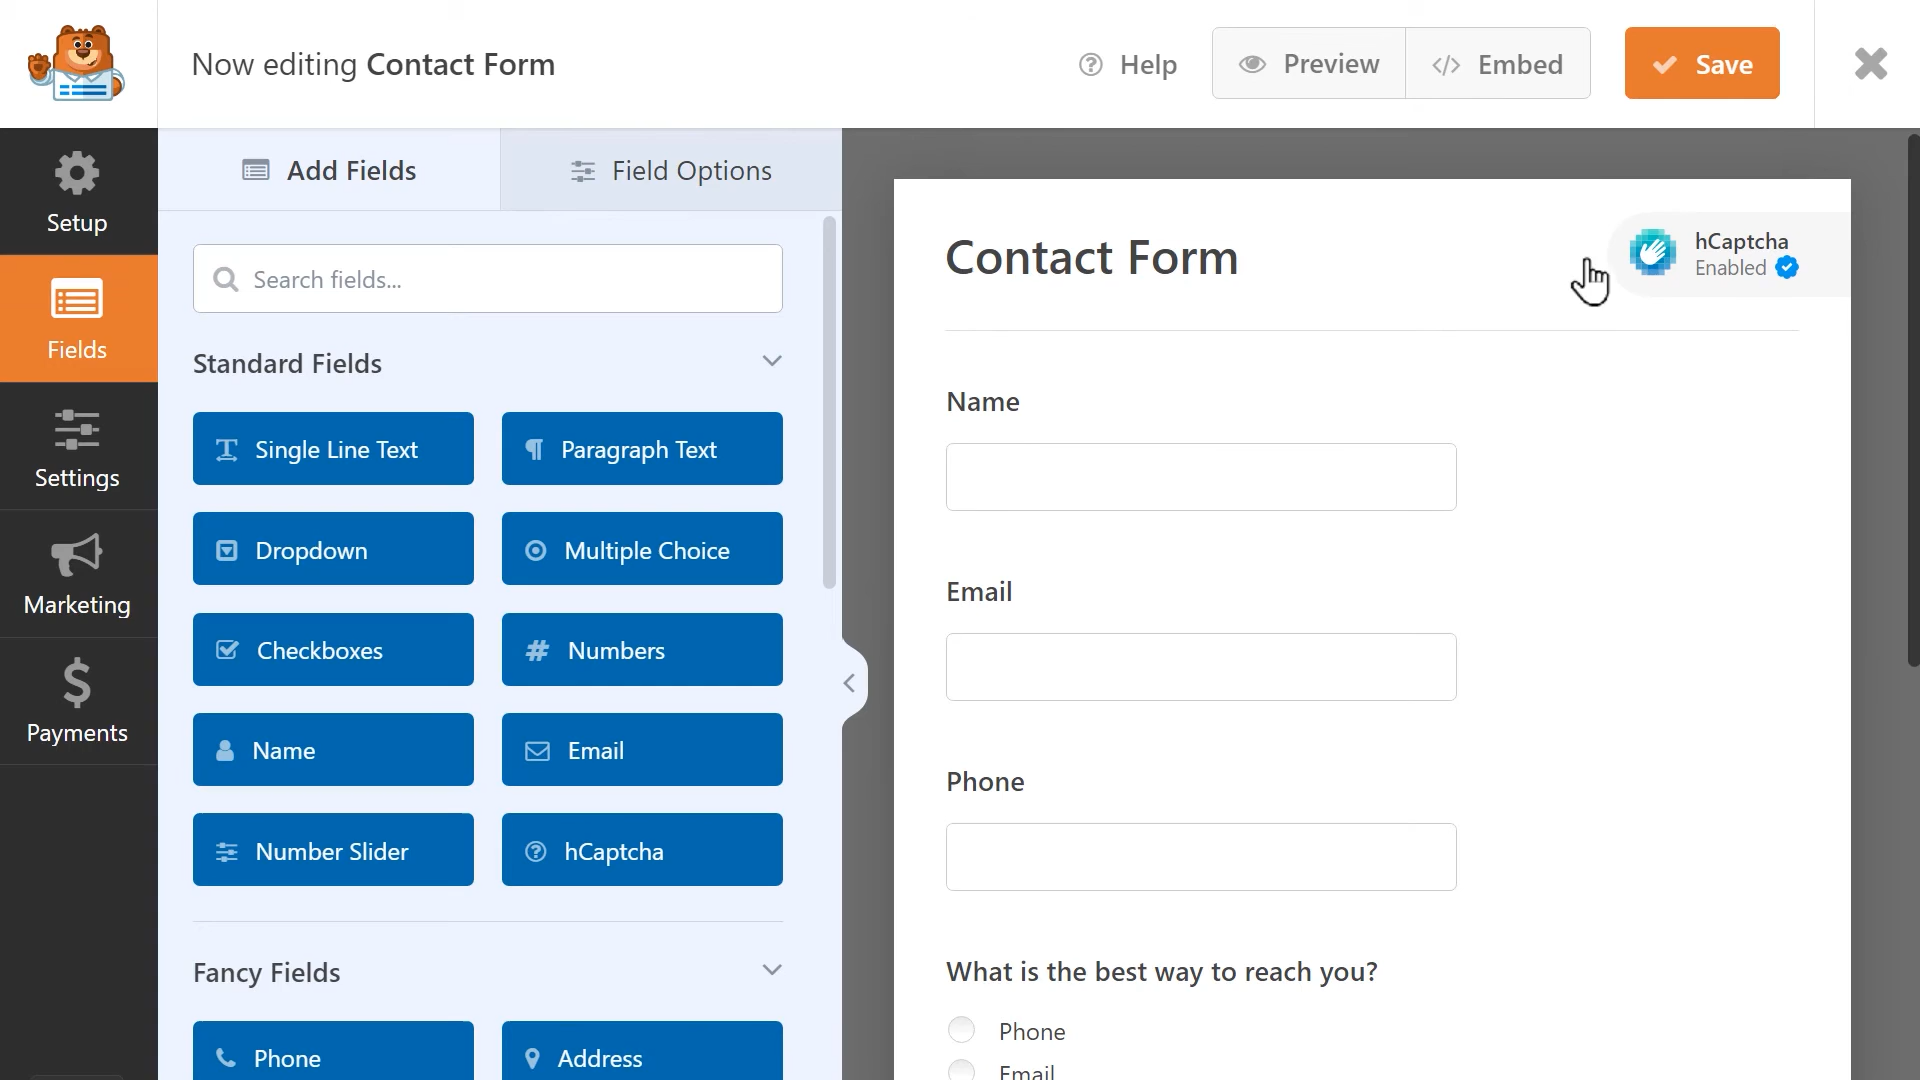 Now editing Contact Form
Help
Preview
</> Embed
Save
Setup
Fields
Settings
Marketing
Payments
Add Fields
Field Options
Search fields...
Standard Fields
Single Line Text
Paragraph Text
Dropdown
Multiple Choice
Checkboxes
Numbers
Name
Email
Number Slider
hCaptcha
Fancy Fields
Phone
Address
Contact Form
hCaptcha
Enabled
Name
Email
Phone
What is the best way to reach you?
Phone
Email